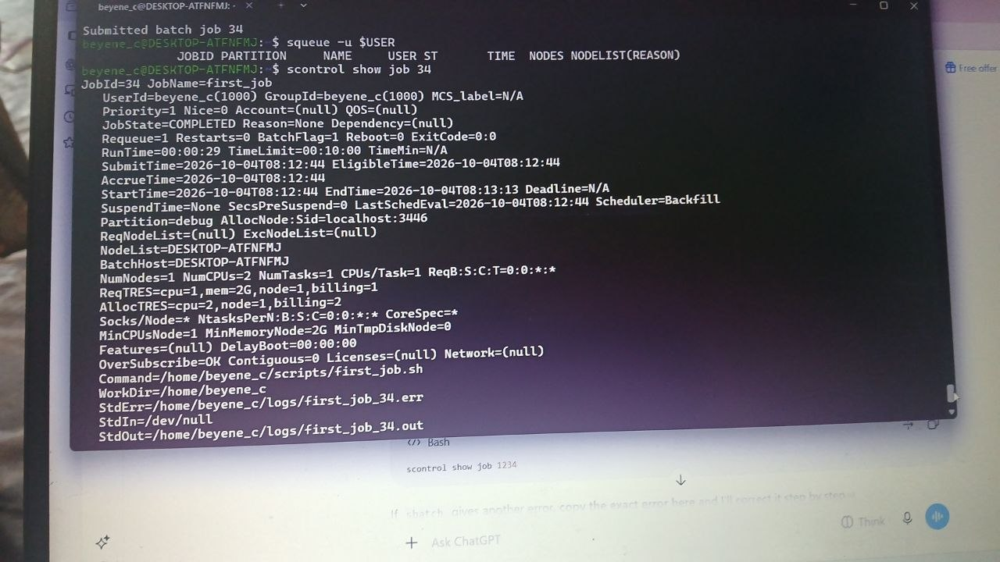 beyene_c@DESKTOP-ATFNFMJ: ~
Submitted batch job 34
beyene_c@DESKTOP-ATFNFMJ:~$ squeue -u $USER
JOBID PARTITION NAME USER ST TIME NODES NODELIST(REASON)
beyene_c@DESKTOP-ATFNFMJ:~$ scontrol show job 34
JobId=34 JobName=first_job
UserId=beyene_c(1000) GroupId=beyene_c(1000) MCS_label=N/A
Priority=1 Nice=0 Account=(null) QOS=(null)
JobState=COMPLETED Reason=None Dependency=(null)
Requeue=1 Restarts=0 BatchFlag=1 Reboot=0 ExitCode=0:0
RunTime=00:00:29 TimeLimit=00:10:00 TimeMin=N/A
SubmitTime=2026-10-04T08:12:44 EligibleTime=2026-10-04T08:12:44
AccrueTime=2026-10-04T08:12:44
StartTime=2026-10-04T08:12:44 EndTime=2026-10-04T08:13:13 Deadline=N/A
SuspendTime=None SecsPreSuspend=0 LastSchedEval=2026-10-04T08:12:44 Scheduler=Backfill
Partition=debug AllocNode:Sid=localhost:3446
ReqNodeList=(null) ExcNodeList=(null)
NodeList=DESKTOP-ATFNFMJ
BatchHost=DESKTOP-ATFNFMJ
NumNodes=1 NumCPUs=2 NumTasks=1 CPUs/Task=1 ReqB:S:C:T=0:0:*:*
ReqTRES=cpu=1,mem=2G,node=1,billing=1
AllocTRES=cpu=2,node=1,billing=2
Socks/Node=* NtasksPerN:B:S:C=0:0:*:* CoreSpec=*
MinCPUsNode=1 MinMemoryNode=2G MinTmpDiskNode=0
Features=(null) DelayBoot=00:00:00
OverSubscribe=OK Contiguous=0 Licenses=(null) Network=(null)
Command=/home/beyene_c/scripts/first_job.sh
WorkDir=/home/beyene_c
StdErr=/home/beyene_c/logs/first_job_34.err
StdIn=/dev/null
StdOut=/home/beyene_c/logs/first_job_34.out
Free offer
</> Bash
scontrol show job 1234
If sbatch gives another error, copy the exact error here and I'll correct it step by step
Ask ChatGPT
Think